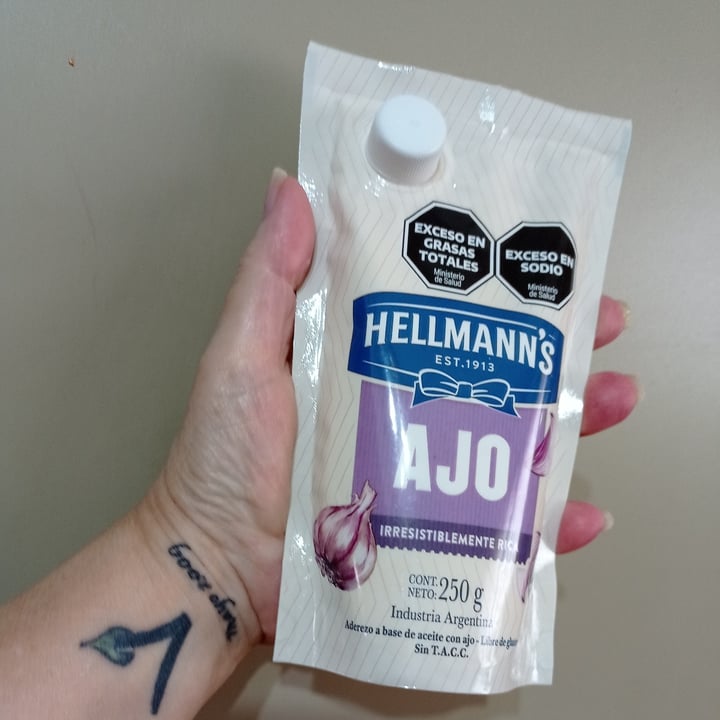 EXCESO EN
GRASAS
TOTALES
Ministerio
de Salud
EXCESO EN
SODIO
Ministerio
de Salud
HELLMANN'S
EST.1913
AJO
IRRESISTIBLEMENTE RICA
CONT.
NETO: 250 g
Industria Argentina
Aderezo a base de aceite con ajo - Libre de
Sin T.A.C.C.